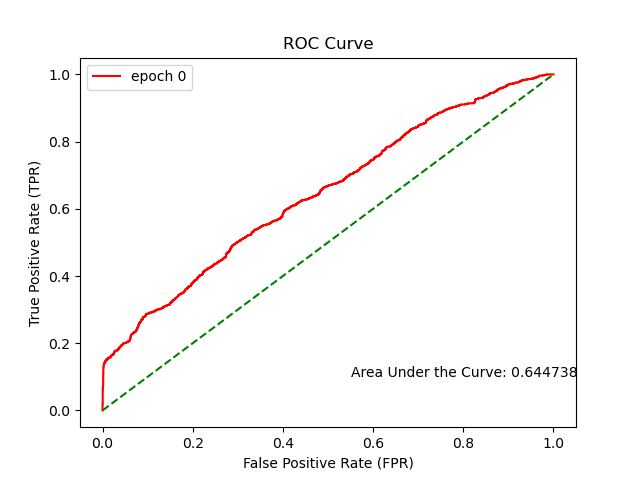 ROC Curve
epoch 0
True Positive Rate (TPR)
1.0
0.8
0.6
0.4
0.2
0.0
Area Under the Curve: 0.644738
0.0 0.2 0.4 0.6 0.8 1.0
False Positive Rate (FPR)